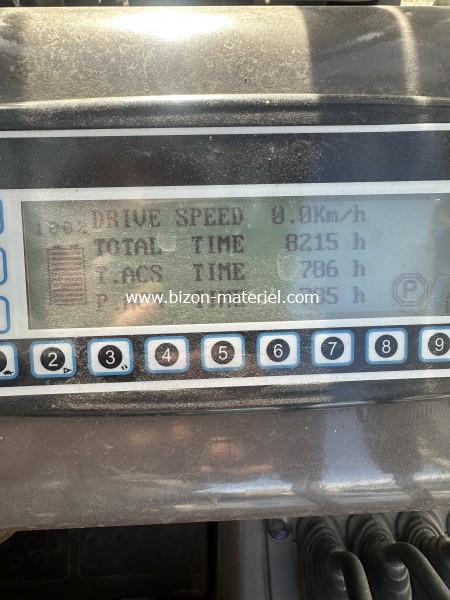 100%
DRIVE SPEED 0.0Km/h
TOTAL TIME 8215 h
T.ACS TIME 786 h
P. TIME h
www.bizon-materiel.com
P
2 3 4 5 6 7 8 9